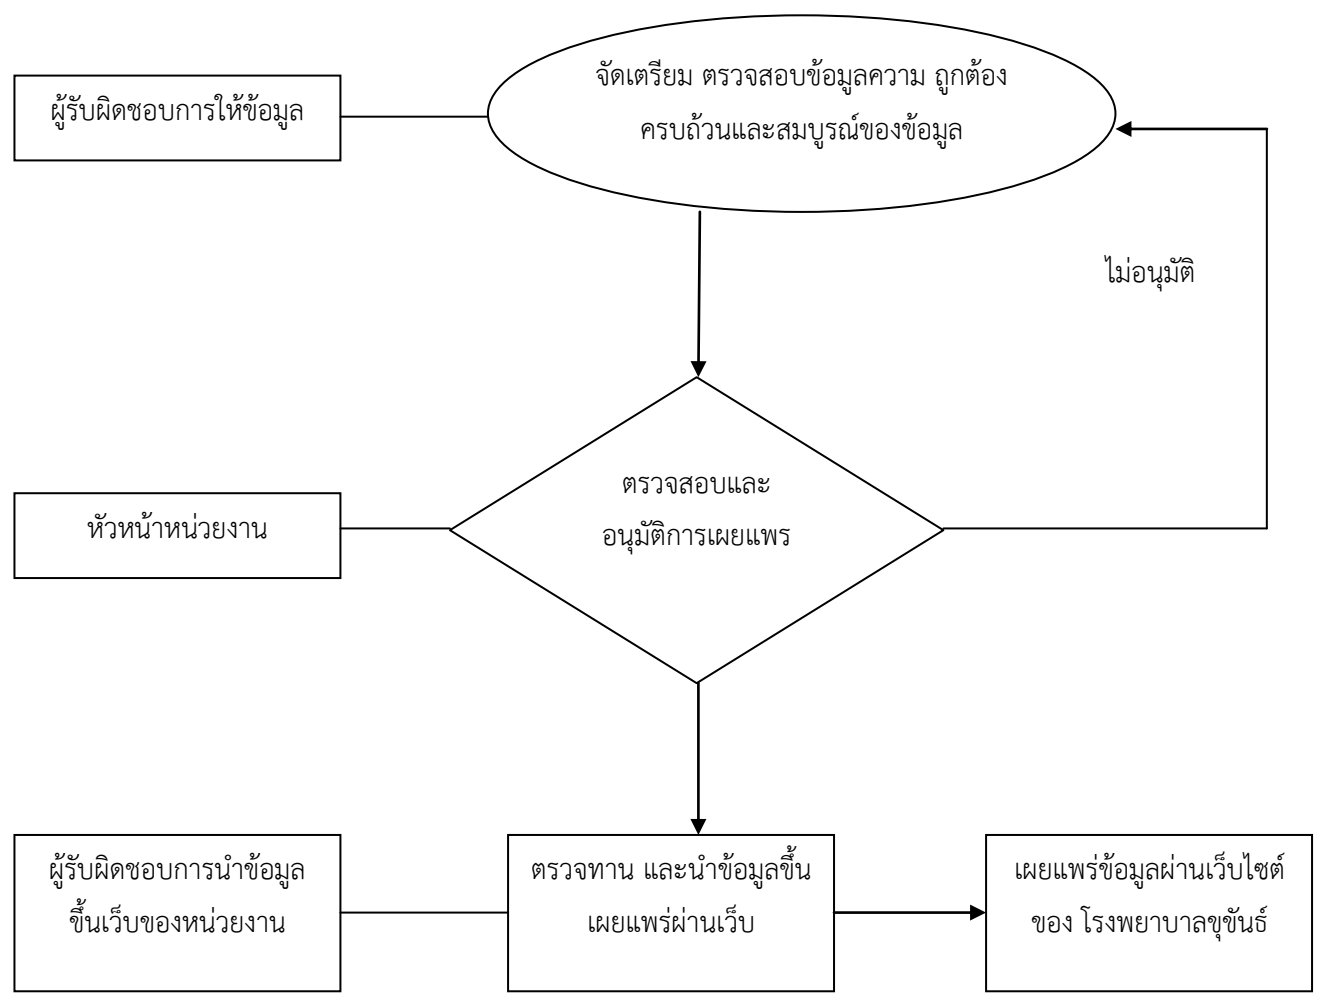 จัดเตรียม ตรวจสอบข้อมูลความ ถูกต้อง
ครบถ้วนและสมบูรณ์ของข้อมูล
ผู้รับผิดชอบการให้ข้อมูล
ไม่อนุมัติ
ตรวจสอบและ
อนุมัติการเผยแพร
หัวหน้าหน่วยงาน
ผู้รับผิดชอบการนำข้อมูล
ขึ้นเว็บของหน่วยงาน
ตรวจทาน และนำข้อมูลขึ้น
เผยแพร่ผ่านเว็บ
เผยแพร่ข้อมูลผ่านเว็บไซต์
ของ โรงพยาบาลขุขันธ์